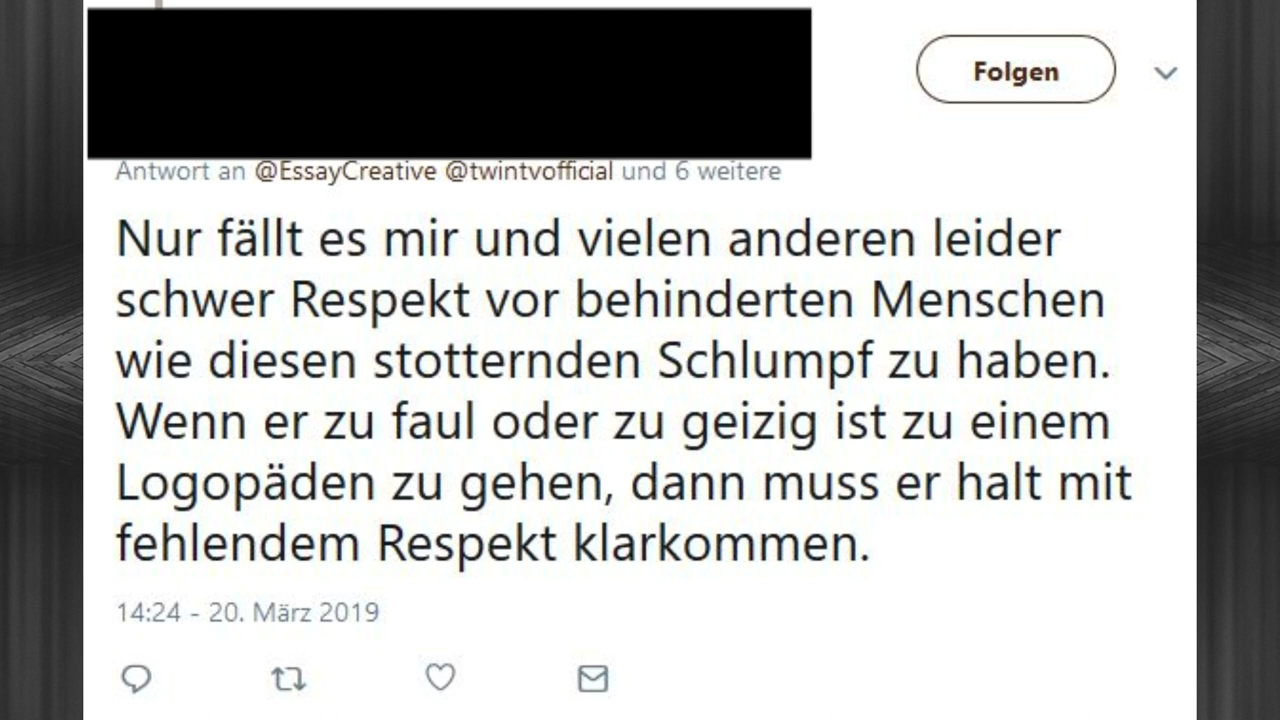 Folgen
Antwort an @EssayCreative @twintvofficial und 6 weitere
Nur fällt es mir und vielen anderen leider
schwer Respekt vor behinderten Menschen
wie diesen stotternden Schlumpf zu haben.
Wenn er zu faul oder zu geizig ist zu einem
Logopäden zu gehen, dann muss er halt mit
fehlendem Respekt klarkommen.
14:24 - 20. März 2019